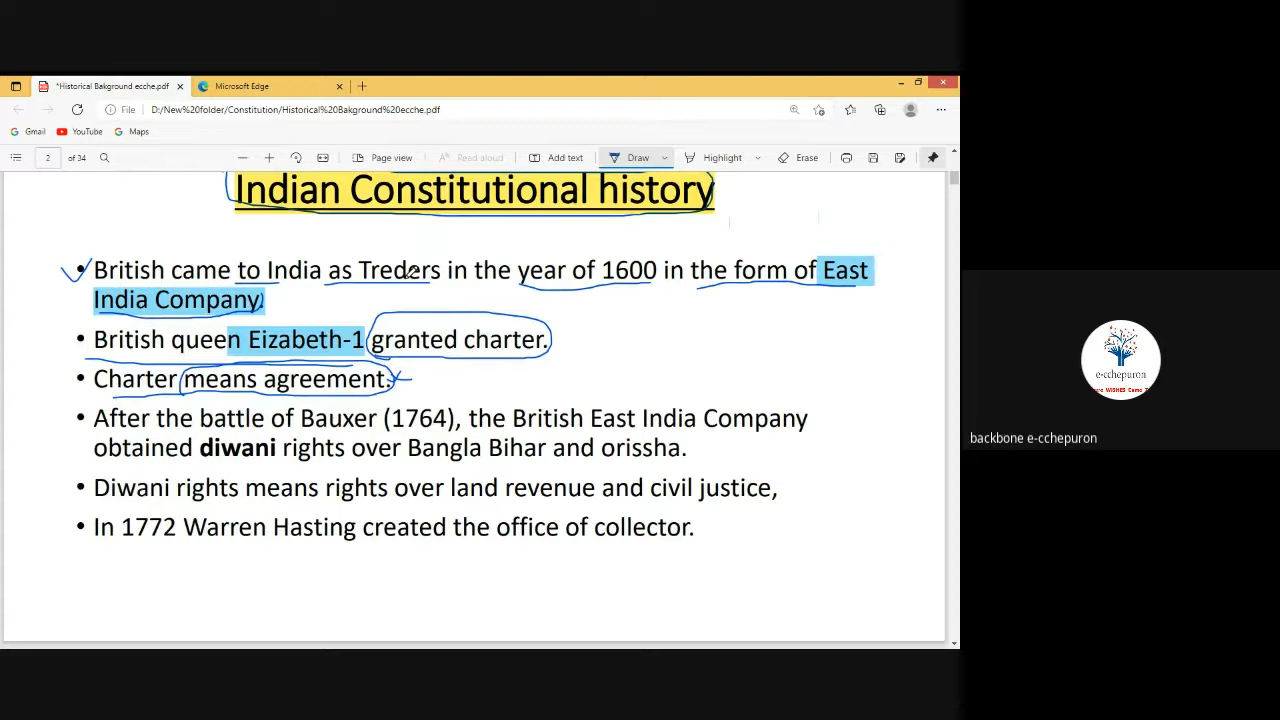 *Historical Bakground ecche.pdf
Microsoft Edge
File D:/New%20folder/Constitution/Historical%20Bakground%20ecche.pdf
Gmail YouTube Maps
2 of 34 Page view Read aloud Add text Draw Highlight Erase
Indian Constitutional history
• British came to India as Treders in the year of 1600 in the form of East
India Company.
• British queen Eizabeth-1 granted charter.
• Charter means agreement.
• After the battle of Bauxer (1764), the British East India Company
obtained diwani rights over Bangla Bihar and orissha.
• Diwani rights means rights over land revenue and civil justice,
• In 1772 Warren Hasting created the office of collector.
e-cchepuron
backbone e-cchepuron